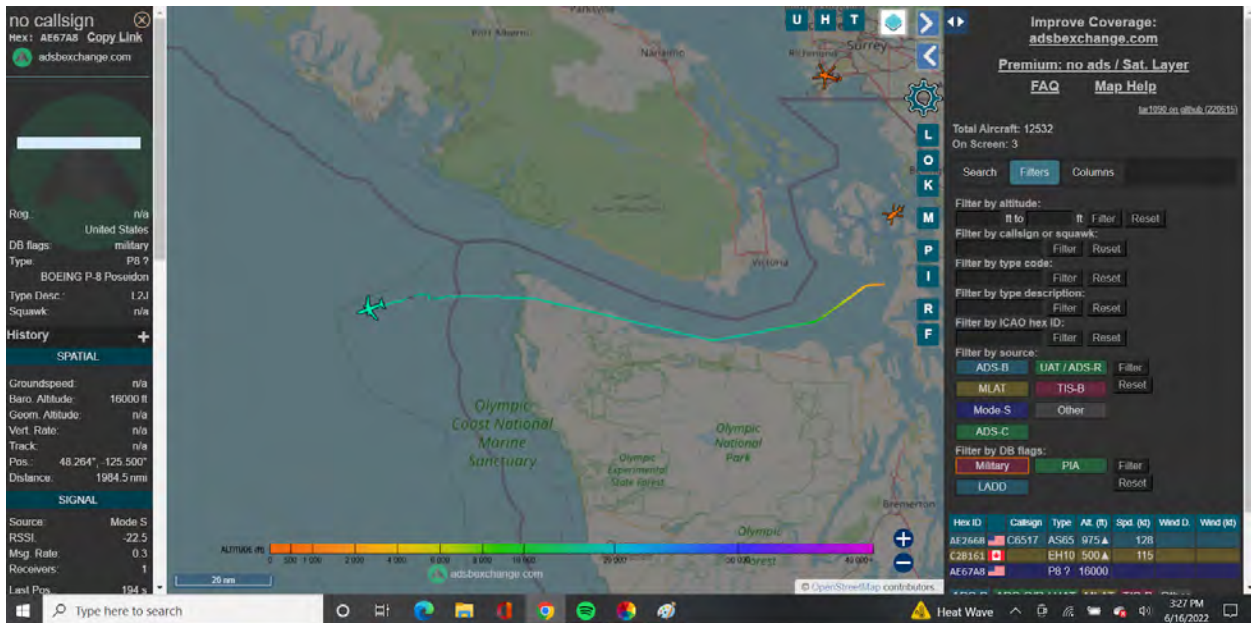 no callsign
Hex: AE67A8 Copy Link
adsbexchange.com
Reg.: n/a
United States
DB flags: military
Type: P8 ?
BOEING P-8 Poseidon
Type Desc.: L2J
Squawk: n/a
History +
SPATIAL
Groundspeed: n/a
Baro. Altitude: 16000 ft
Geom. Altitude: n/a
Vert. Rate: n/a
Track: n/a
Pos.: 48.264°, -125.500°
Distance: 1984.5 nmi
SIGNAL
Source: Mode S
RSSI: -22.5
Msg. Rate: 0.3
Receivers: 1
Last Pos.: 194 s
Parksville
Port Alberni
Nanaimo
Richmond
Surrey
Victoria
Olympic
Coast National
Marine
Sanctuary
Olympic
National
Park
Olympic
Experimental
State Forest
Bremerton
Olympic
Forest
U H T
L
O
K
M
P
I
R
F
ALTITUDE (ft)
0 500 1 000 2 000 4 000 6 000 8 000 10 000 20 000 30 000 40 000+
adsbexchange.com
20 nm
© OpenStreetMap contributors.
Improve Coverage:
adsbexchange.com
Premium: no ads / Sat. Layer
FAQ Map Help
tar1090 on github (220615)
Total Aircraft: 12532
On Screen: 3
Search Filters Columns
Filter by altitude:
ft to ft Filter Reset
Filter by callsign or squawk:
Filter Reset
Filter by type code:
Filter Reset
Filter by type description:
Filter Reset
Filter by ICAO hex ID:
Filter Reset
Filter by source:
ADS-B UAT / ADS-R Filter
MLAT TIS-B Reset
Mode-S Other
ADS-C
Filter by DB flags:
Military PIA Filter
LADD Reset
Hex ID Callsign Type Alt. (ft) Spd. (kt) Wind D. Wind (kt)
AE266B C6517 AS65 975▲ 128
C2B161 EH10 500▲ 115
AE67A8 P8 ? 16000
Type here to search
Heat Wave
3:27 PM
6/16/2022